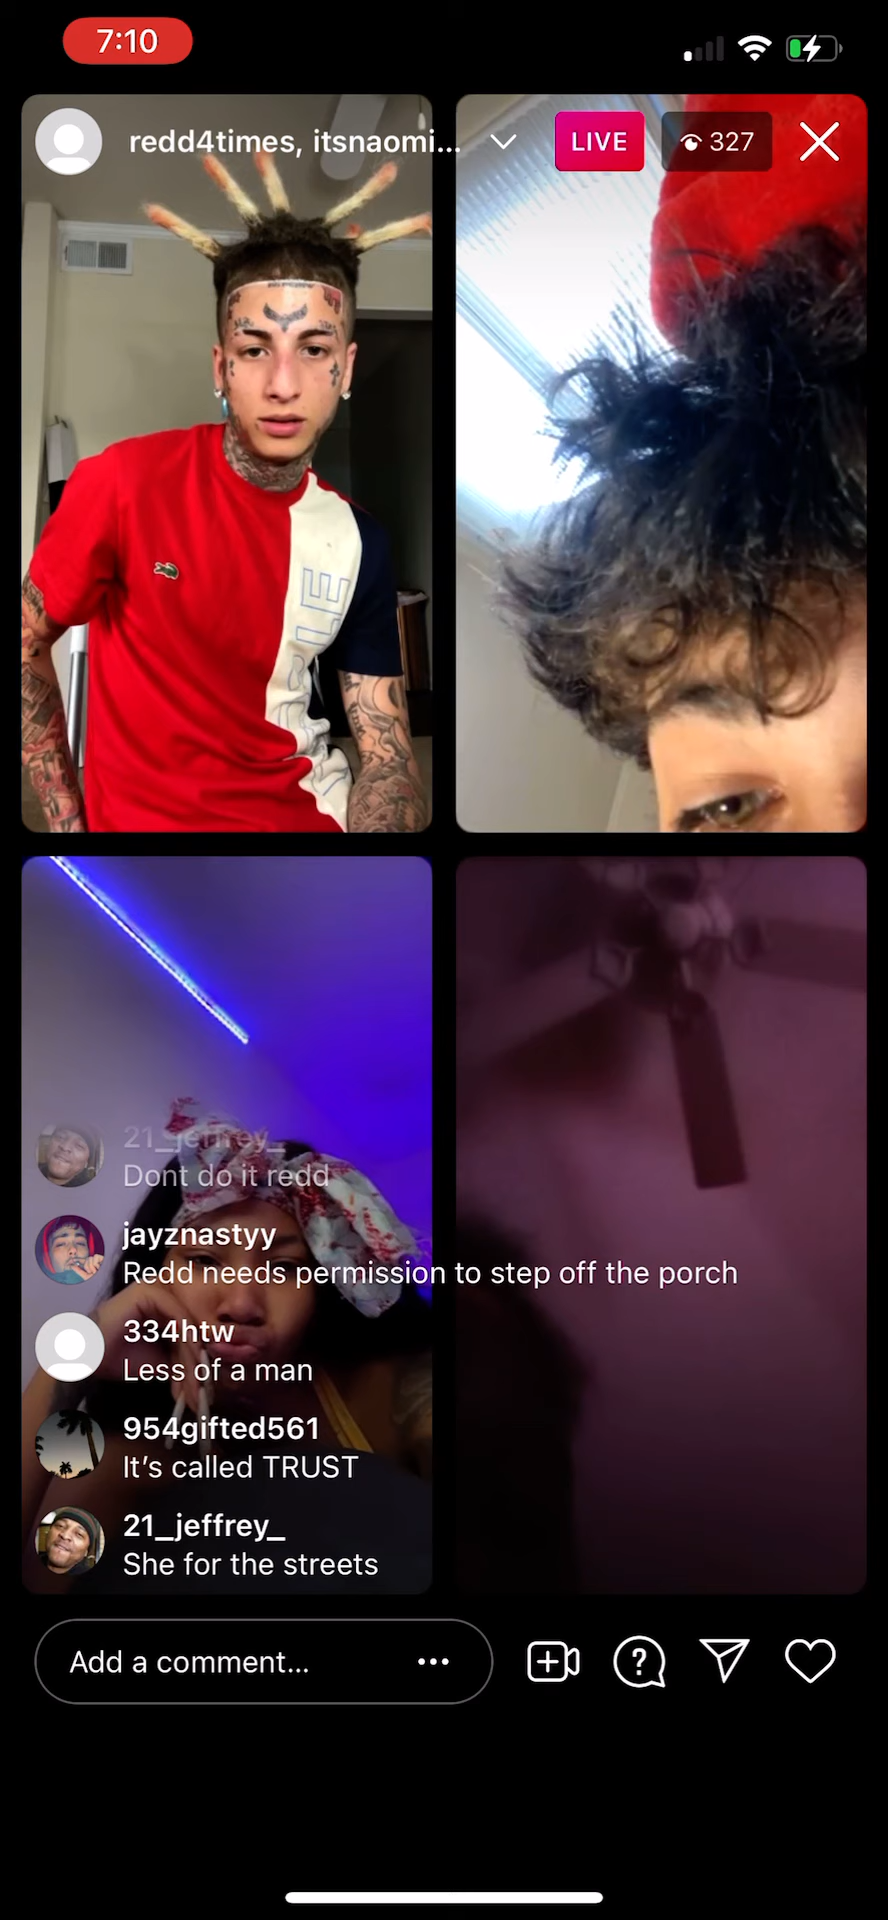 7:10
redd4times, itsnaomi...
LIVE
327
21_jeffrey_
Dont do it redd
jayznastyy
Redd needs permission to step off the porch
334htw
Less of a man
954gifted561
It’s called TRUST
21_jeffrey_
She for the streets
Add a comment...